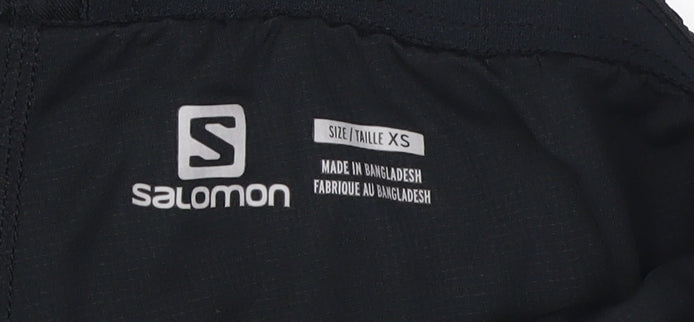 S
salomon
SIZE / TAILLE XS
MADE IN BANGLADESH
FABRIQUE AU BANGLADESH